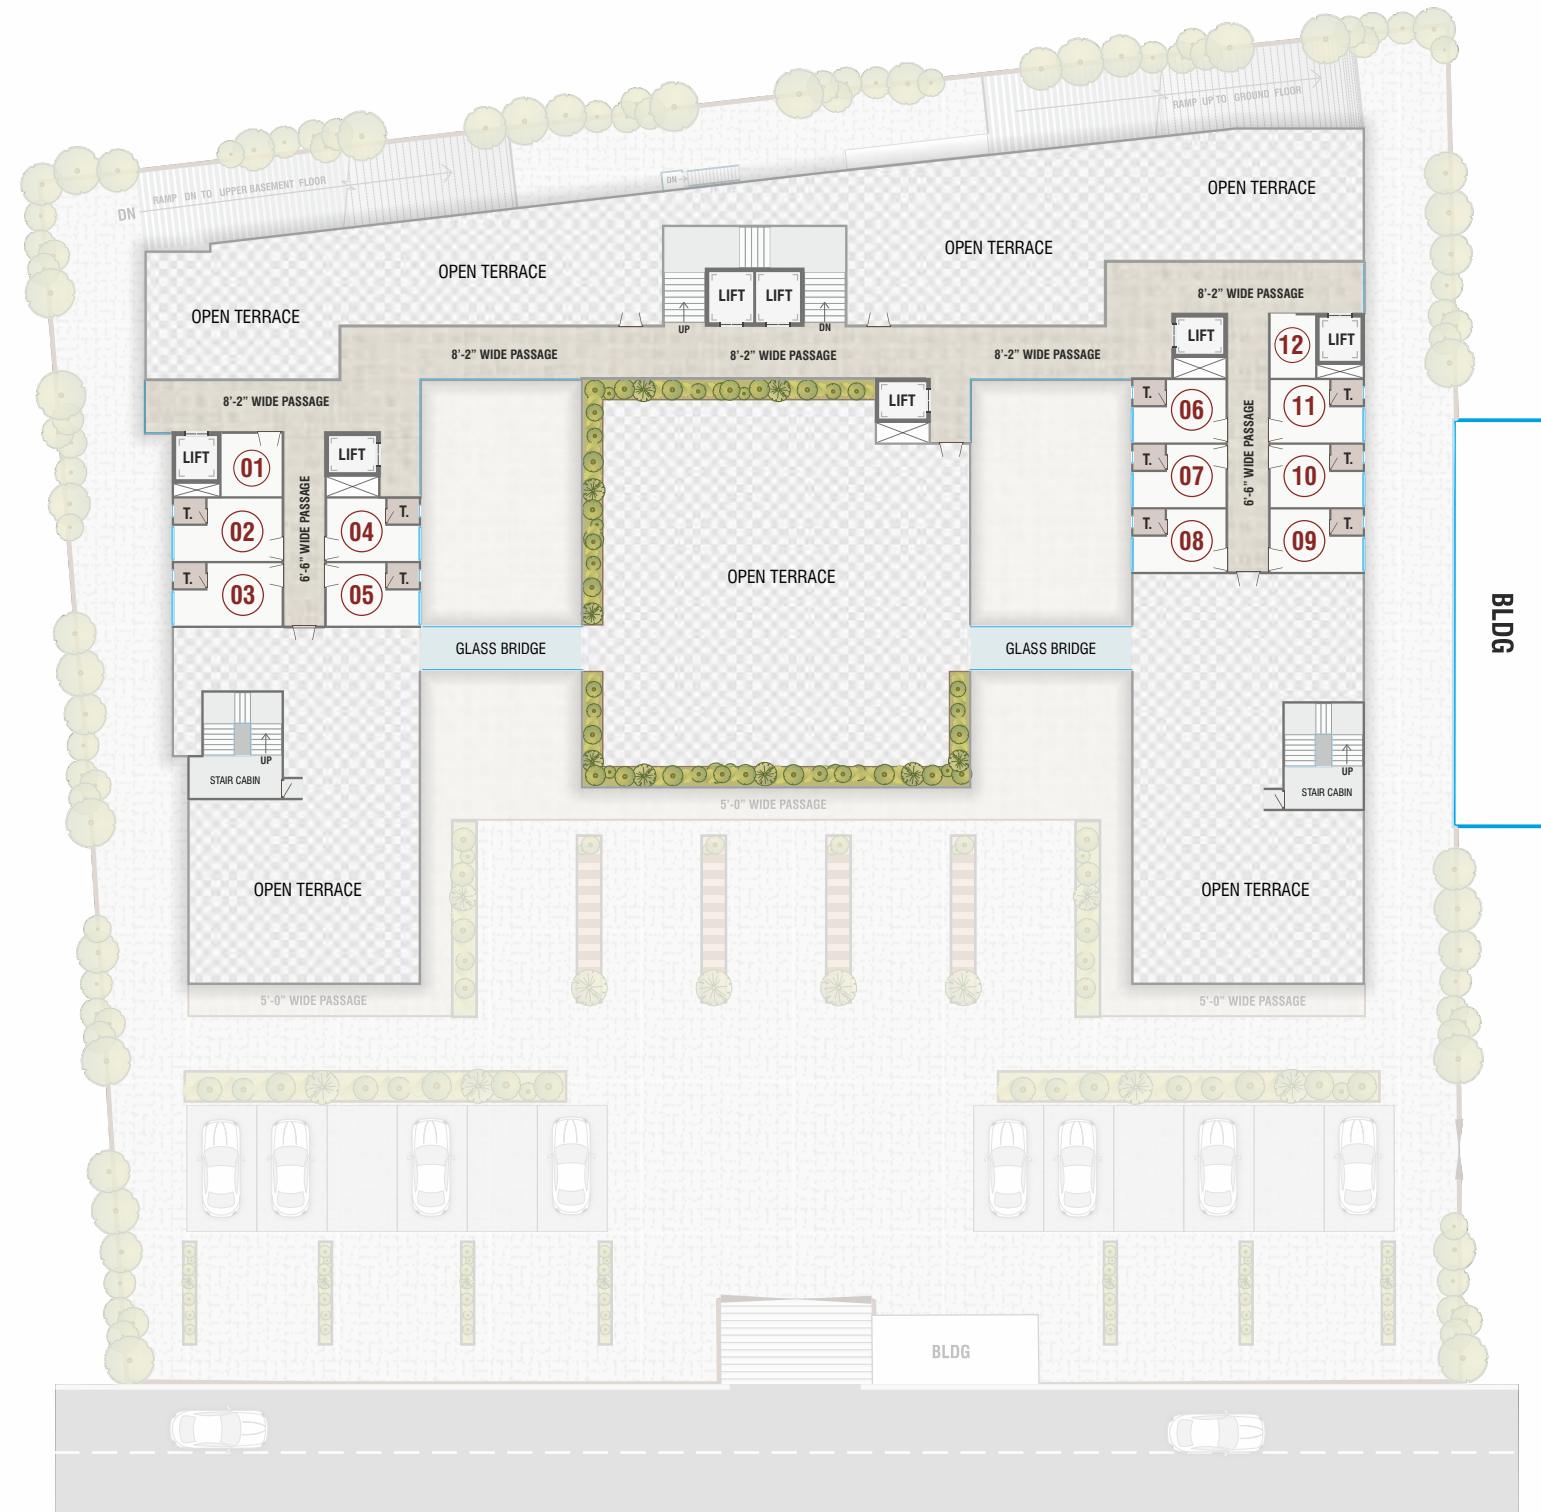 RAMP UP TO GROUND FLOOR
RAMP DN TO UPPER BASEMENT FLOOR
DN
DN
OPEN TERRACE
OPEN TERRACE
OPEN TERRACE
OPEN TERRACE
LIFT
LIFT
UP
DN
8'-2" WIDE PASSAGE
8'-2" WIDE PASSAGE
8'-2" WIDE PASSAGE
8'-2" WIDE PASSAGE
8'-2" WIDE PASSAGE
LIFT
12
LIFT
LIFT
T.
06
11
T.
LIFT
01
LIFT
T.
07
10
T.
6'-6" WIDE PASSAGE
T.
02
04
T.
T.
08
09
T.
6'-6" WIDE PASSAGE
T.
03
05
T.
OPEN TERRACE
BLDG
GLASS BRIDGE
GLASS BRIDGE
UP
STAIR CABIN
UP
STAIR CABIN
5'-0" WIDE PASSAGE
OPEN TERRACE
OPEN TERRACE
5'-0" WIDE PASSAGE
5'-0" WIDE PASSAGE
BLDG